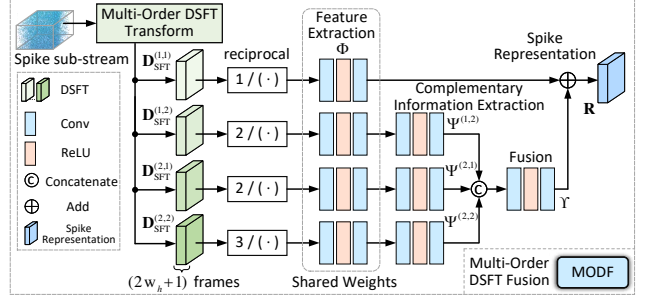 Multi-Order DSFT
Transform
Spike sub-stream
Feature
Extraction
Φ
Spike
Representation
D_SFT^(1,1)
reciprocal
1 / (·)
R
DSFT
Conv
ReLU
C Concatenate
Add
Spike
Representation
Complementary
Information Extraction
D_SFT^(1,2)
2 / (·)
Ψ^(1,2)
Fusion
D_SFT^(2,1)
2 / (·)
Ψ^(2,1)
C
ϒ
D_SFT^(2,2)
3 / (·)
Ψ^(2,2)
(2w_h+1) frames
Shared Weights
Multi-Order
DSFT Fusion
MODF